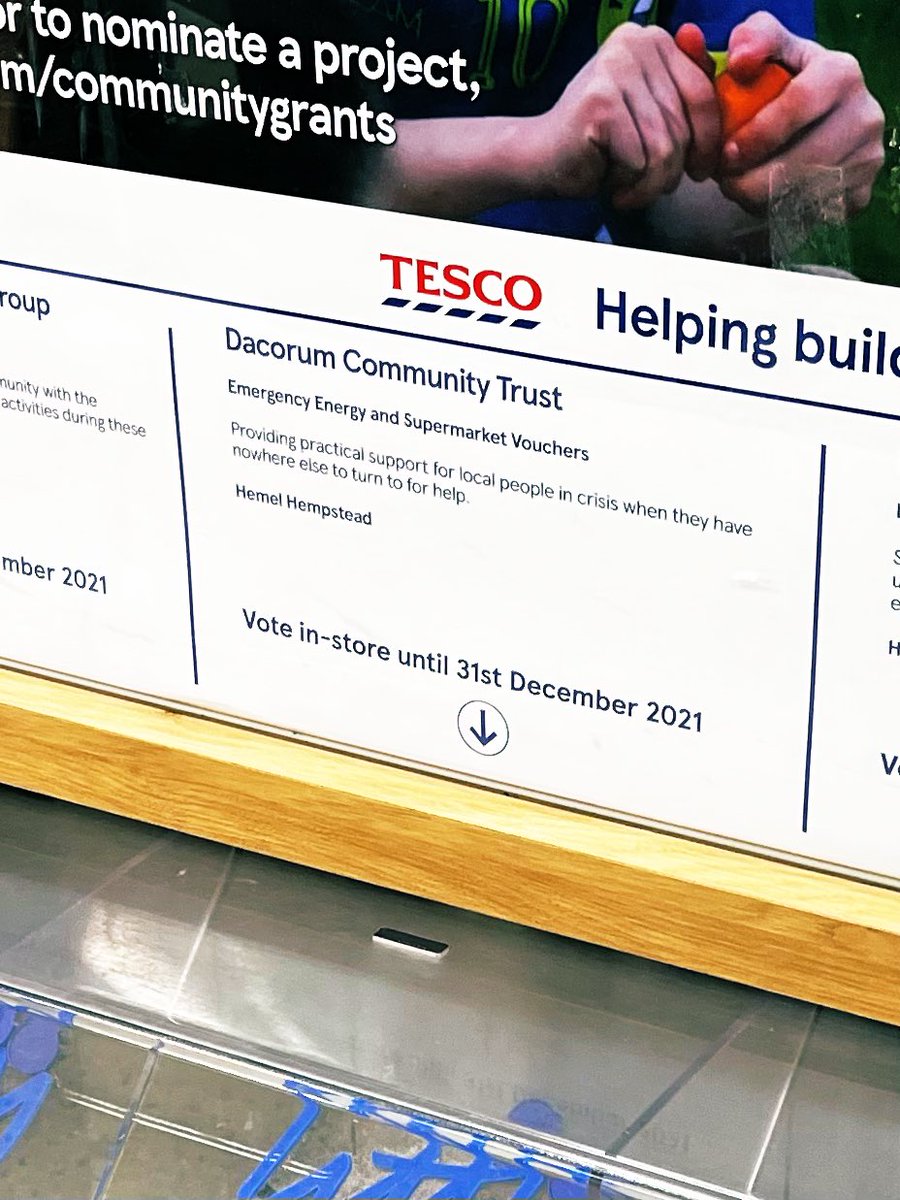 or to nominate a project,
m/communitygrants
TESCO
Helping build
roup
munity with the
activities during these
mber 2021
Dacorum Community Trust
Emergency Energy and Supermarket Vouchers
Providing practical support for local people in crisis when they have
nowhere else to turn to for help.
Hemel Hempstead
Vote in-store until 31st December 2021